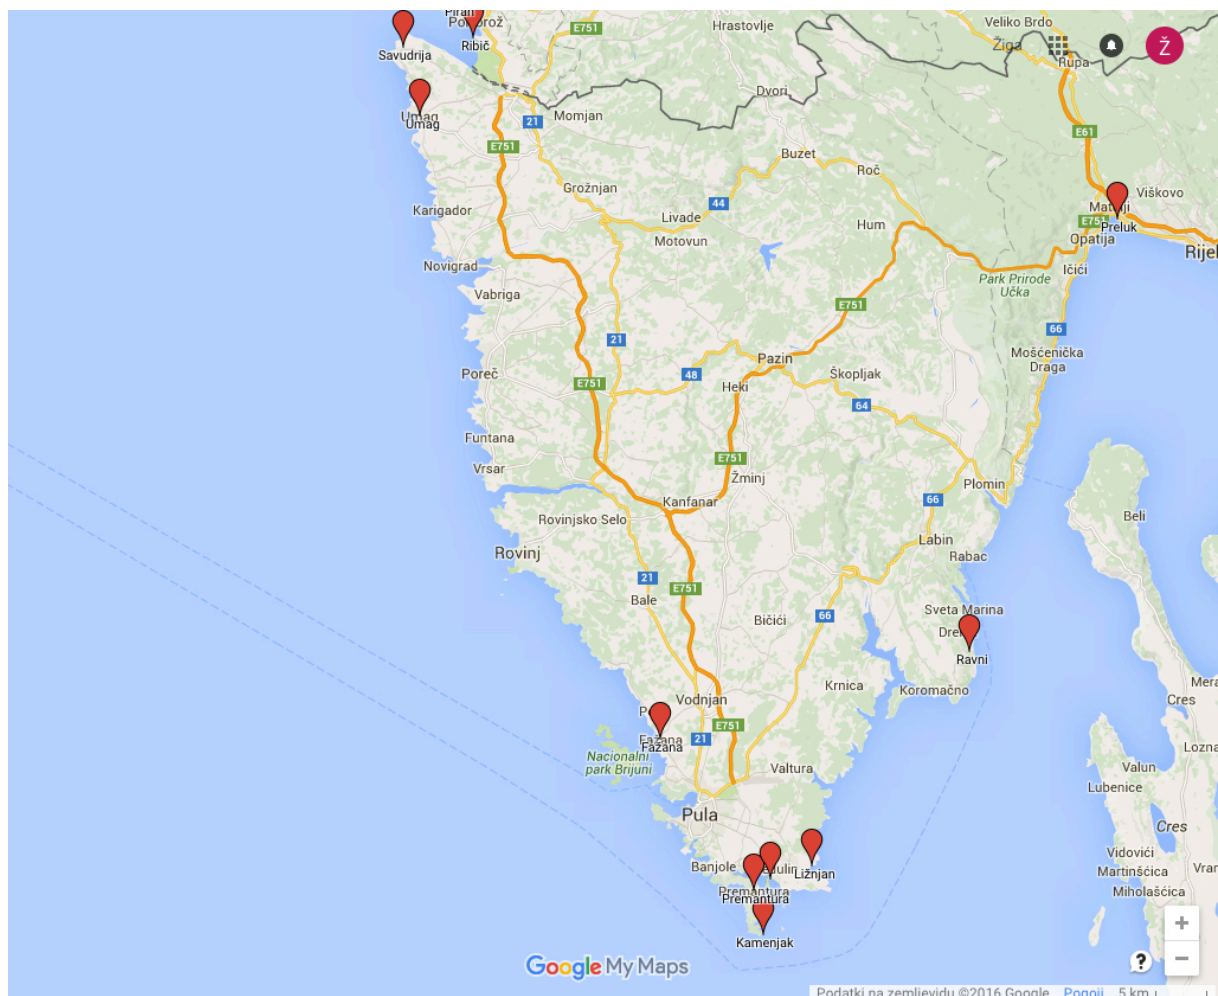 Piran
Portorož
E751
Hrastovlje
Veliko Brdo
Ribič
Savudrija
Žiga
Ž
Rupa
Dvori
Umag
Umag
21
Momjan
E61
E751
Buzet
Roč
Grožnjan
Viškovo
Matulji
44
Karigador
Livade
Hum
E751
Preluk
Motovun
Opatija
Rijek
Novigrad
Ičići
Park Prirode
Učka
Vabriga
E751
66
21
Mošćenička
Draga
Pazin
Poreč
48
Škopljak
E751
Heki
64
Funtana
E751
Vrsar
Žminj
Plomin
Kanfanar
66
Beli
Rovinjsko Selo
Labin
Rovinj
Rabac
21
E751
Bale
Sveta Marina
66
Bičići
Ravni
Krnica
Koromačno
Mera
Vodnjan
Cres
E751
21
Fažana
Fažana
Lozna
Nacionalni
park Brijuni
Valtura
Valun
Lubenice
Pula
Cres
Vidovići
Banjole
Medulin
Ližnjan
Martinšćica
Vran
Premantura
Premantura
Miholašćica
Kamenjak
+
Google My Maps
?
−
Podatki na zemljevidu ©2016 Google
Pogoji
5 km